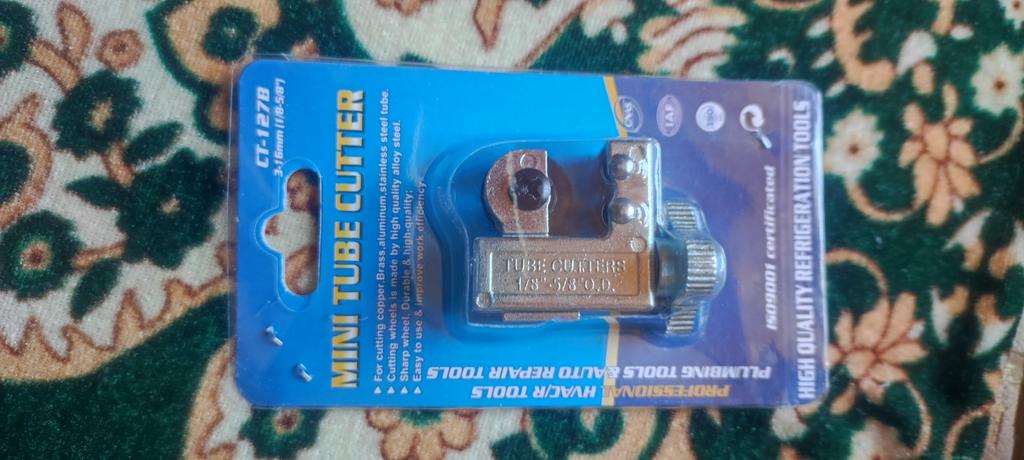 CT-127B
3-16mm (1/8-5/8")
MINI TUBE CUTTER
▶ For cutting copper,Brass,aluminum,stainless steel tube.
▶ Cutting wheels is made by high quality alloy steel.
▶ Sharp wheel, Durable & high-quality;
▶ Easy to use & improve work efficiency.
TUBE CUTTERS
1/8"-5/8"O.D.
PROFESSIONAL HVAC/R TOOLS
PLUMBING TOOLS & AUTO REPAIR TOOLS
IAF
ISO
ISO9001 certificated
HIGH QUALITY REFRIGERATION TOOLS